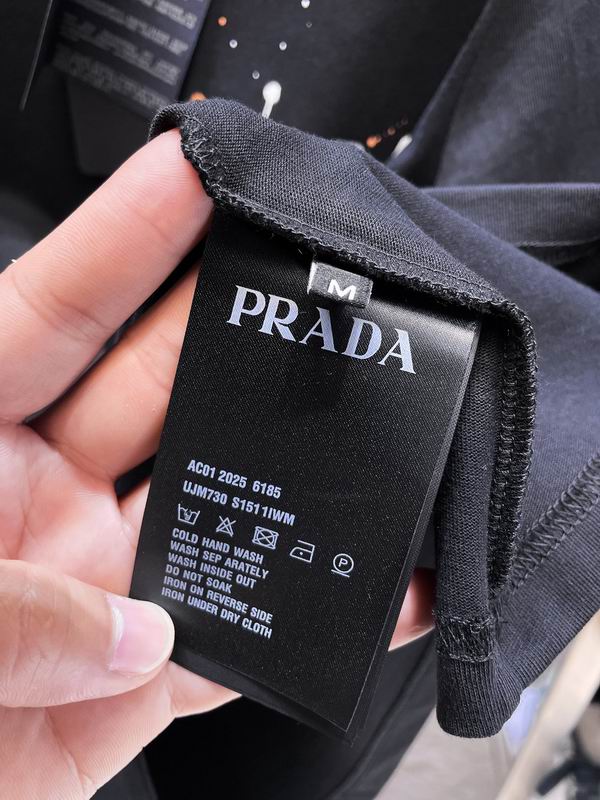 M
PRADA
AC01 2025 6185
UJM730 S151 1IWM
P
COLD HAND WASH
WASH SEP ARATELY
WASH INSIDE OUT
DO NOT SOAK
IRON ON REVERSE SIDE
IRON UNDER DRY CLOTH